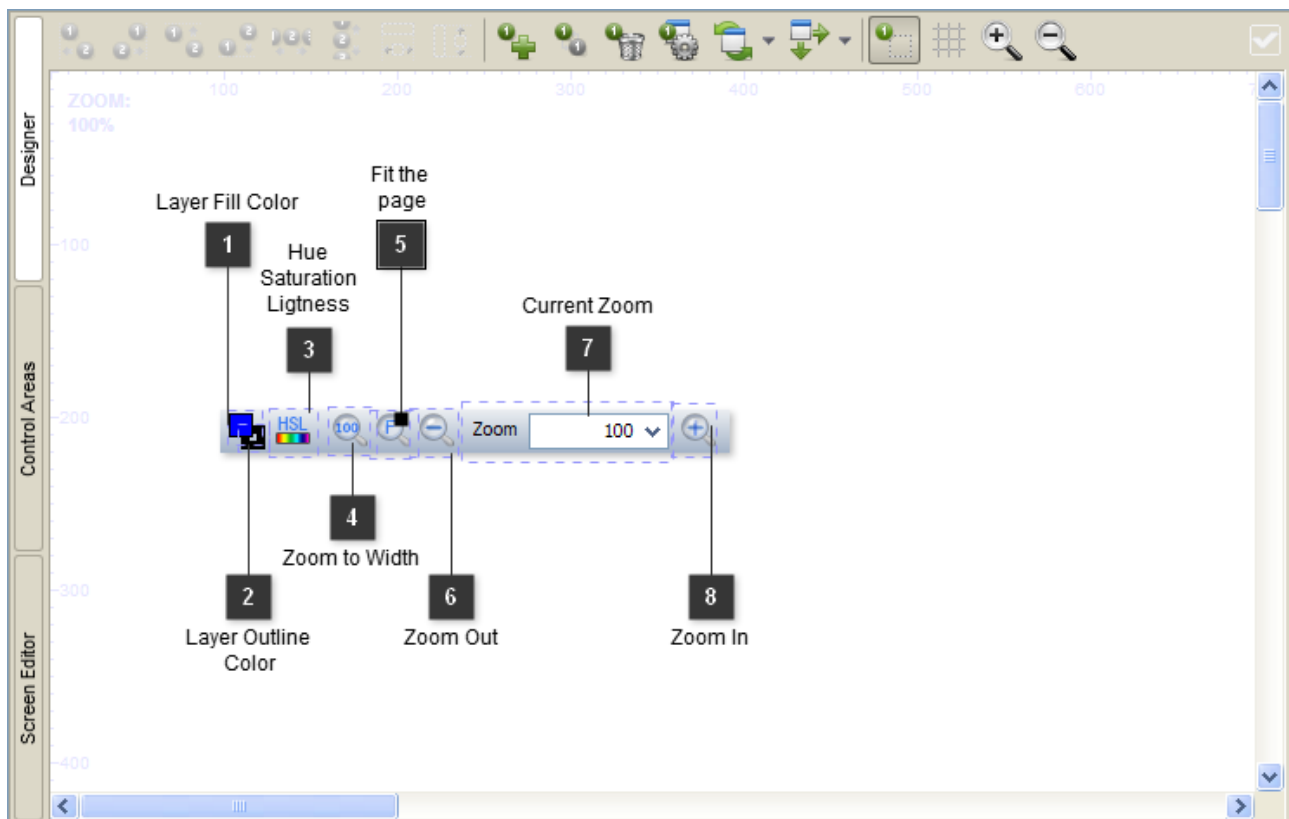 100
200
300
400
500
600
ZOOM:
100%
Designer
Control Areas
Screen Editor
100
200
300
400
Layer Fill Color
1
Fit the
page
5
Hue
Saturation
Ligtness
3
Current Zoom
7
HSL
100
F
Zoom
100
4
Zoom to Width
2
Layer Outline
Color
6
Zoom Out
8
Zoom In